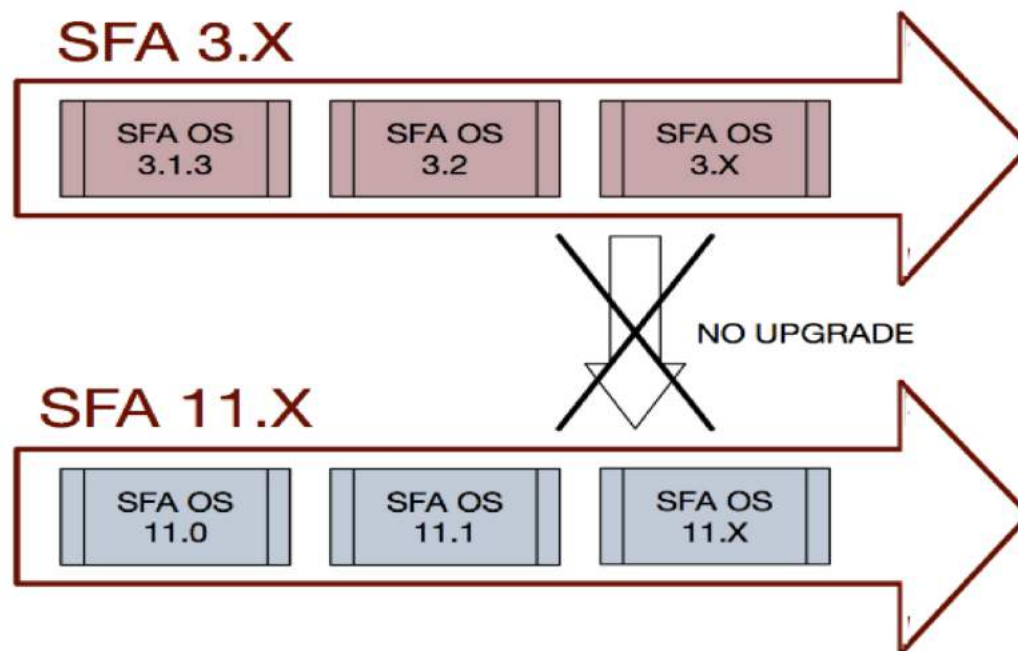 SFA 3.X
SFA OS
3.1.3
SFA OS
3.2
SFA OS
3.X
NO UPGRADE
SFA 11.X
SFA OS
11.0
SFA OS
11.1
SFA OS
11.X